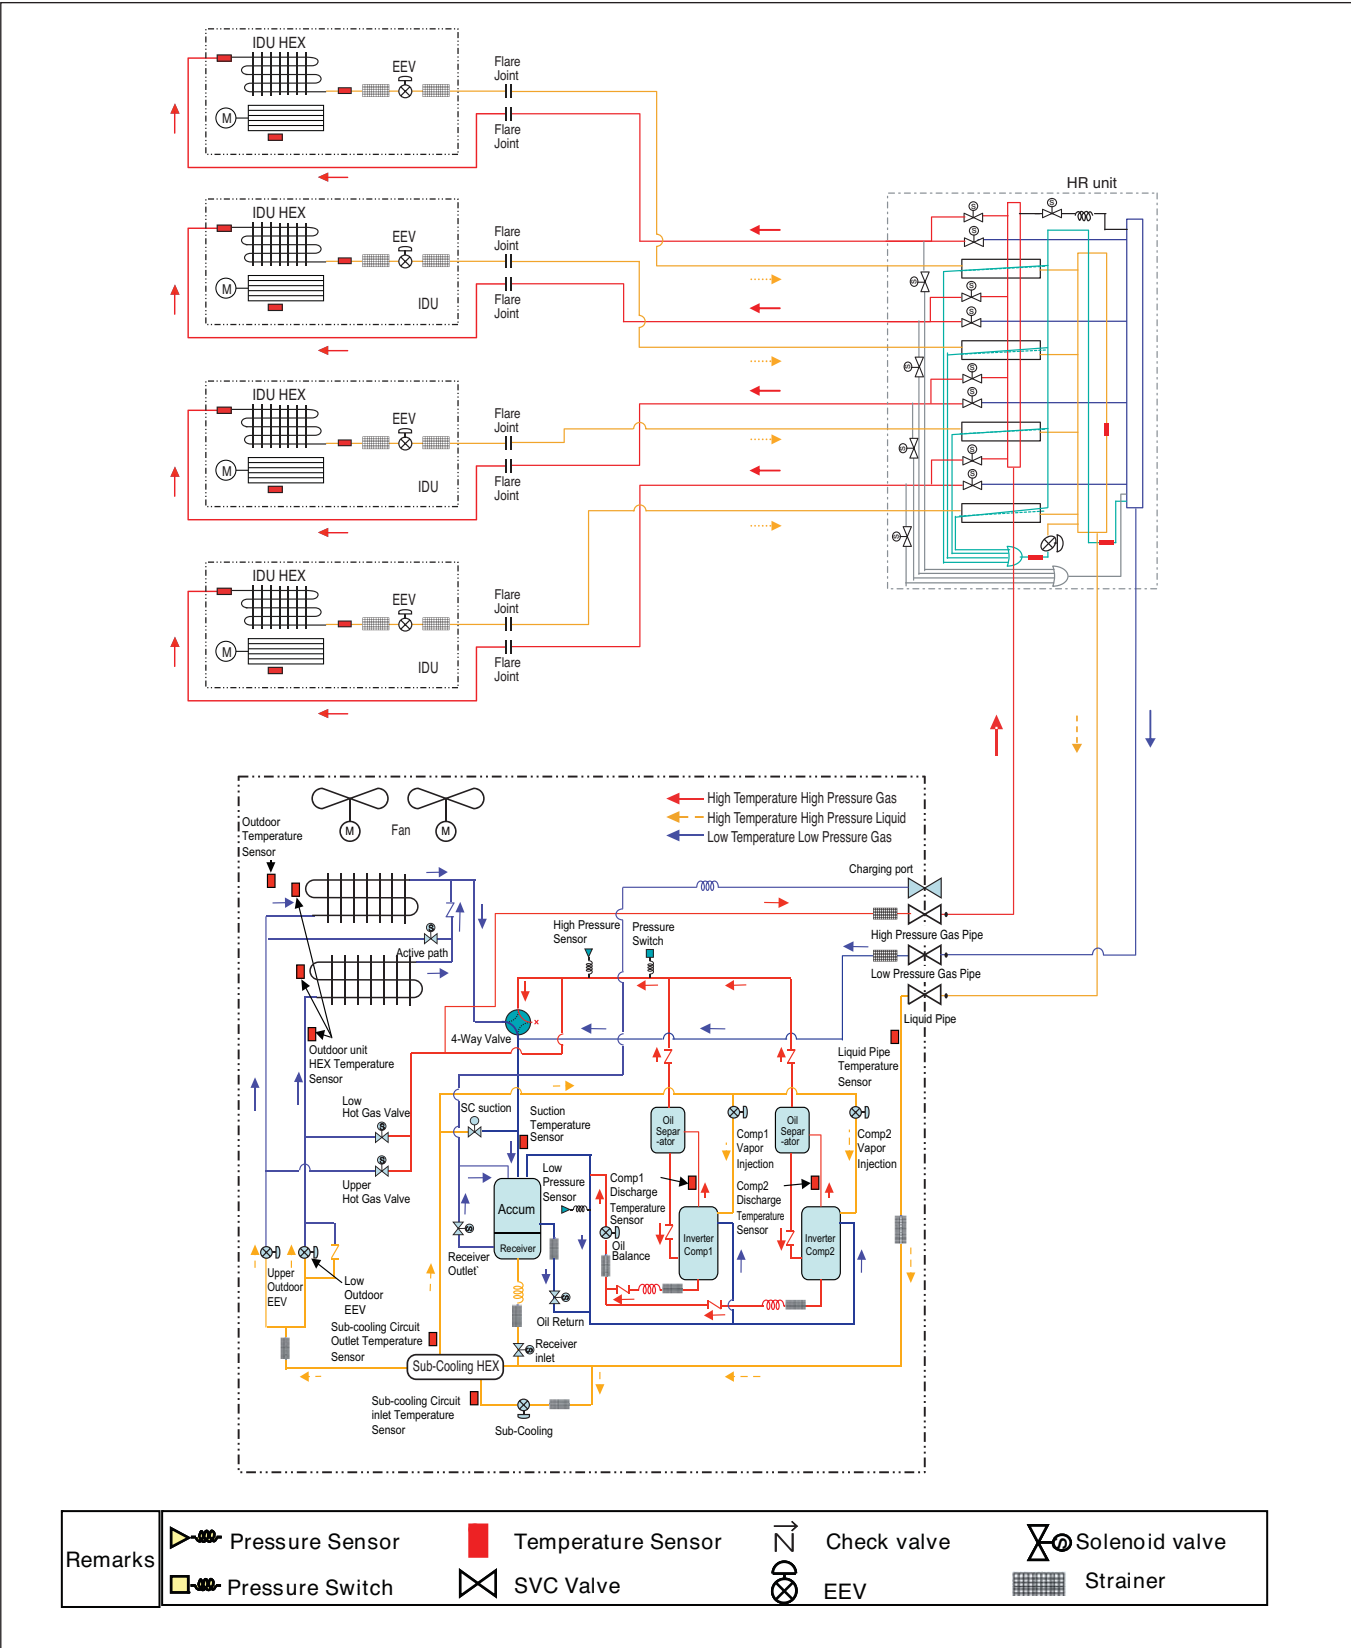 IDU HEX
EEV
Flare
Joint
M
Flare
Joint
HR unit
S
S
S
IDU HEX
EEV
Flare
Joint
M
IDU
Flare
Joint
S
S
S
IDU HEX
EEV
Flare
Joint
M
IDU
Flare
Joint
S
S
S
IDU HEX
EEV
Flare
Joint
M
IDU
Flare
Joint
S
S
S
S
High Temperature High Pressure Gas
High Temperature High Pressure Liquid
Low Temperature Low Pressure Gas
Outdoor
Temperature
Sensor
M
Fan
M
Charging port
High Pressure
Sensor
Pressure
Switch
S
Active path
High Pressure Gas Pipe
Low Pressure Gas Pipe
Liquid Pipe
4-Way Valve
×
Outdoor unit
HEX Temperature
Sensor
Liquid Pipe
Temperature
Sensor
Low
Hot Gas Valve
S
SC suction
Suction
Temperature
Sensor
Oil
Separ
-ator
Oil
Separ
-ator
Comp1
Vapor
Injection
Comp2
Vapor
Injection
S
Upper
Hot Gas Valve
Low
Pressure
Sensor
Comp1
Discharge
Temperature
Sensor
Comp2
Discharge
Temperature
Sensor
Accum
Receiver
Receiver
Outlet`
S
Oil
Balance
Inverter
Comp1
Inverter
Comp2
Upper
Outdoor
EEV
Low
Outdoor
EEV
S
Oil Return
Sub-cooling Circuit
Outlet Temperature
Sensor
S
Receiver
inlet
Sub-Cooling HEX
Sub-cooling Circuit
inlet Temperature
Sensor
Sub-Cooling
Remarks
Pressure Sensor
Temperature Sensor
Check valve
S
Solenoid valve
Pressure Switch
SVC Valve
EEV
Strainer